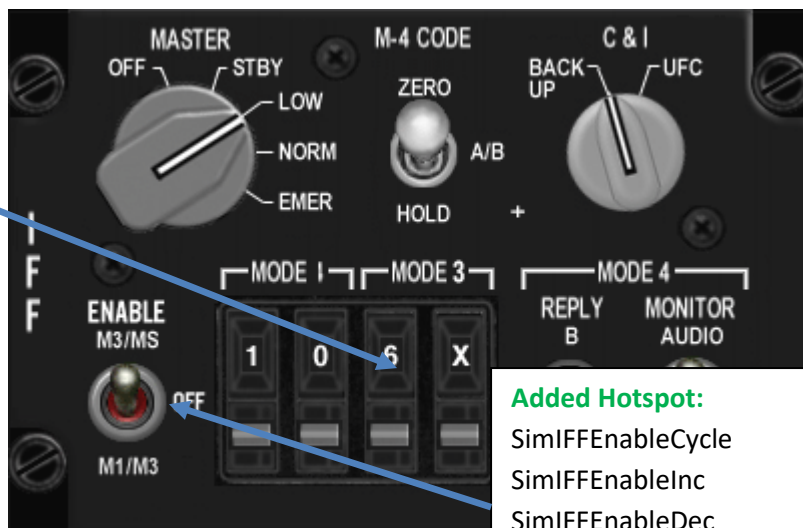 MASTER
M-4 CODE
C & I
OFF
STBY
BACK
UP
UFC
LOW
ZERO
NORM
A/B
EMER
HOLD
+
I
F
F
MODE
MODE 3
MODE 4
ENABLE
M3/MS
REPLY
B
MONITOR
AUDIO
1 0 6 X
OFF
M1/M3
Added Hotspot:
SimIFFEnableCycle
SimIFFEnableInc
SimIFFEnableDec